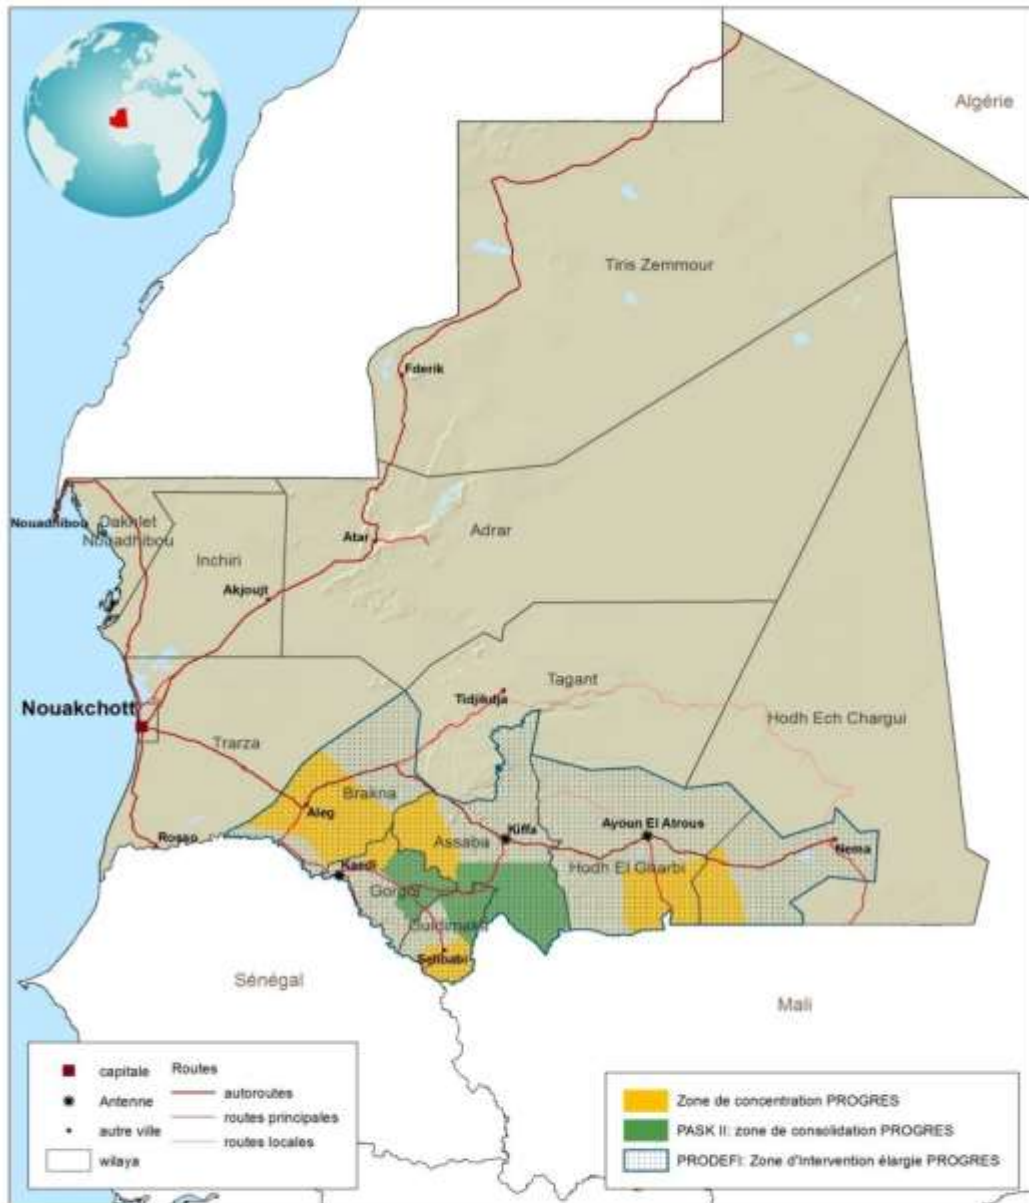 Algérie
Tiris Zemmour
Fderik
Nouadhibou
Dakhlet
Nouadhibou
Inchiri
Atar
Adrar
Akjoujt
Nouakchott
Tidjikdja
Tagant
Hodh Ech Chargui
Trarza
Brakna
Aleg
Rosso
Assaba
Kiffa
Ayoun El Atrous
Nema
Kaedi
Hodh El Gharbi
Gorgol
Guidimakha
Selibabi
Sénégal
Mali
capitale
Antenne
autre ville
wilaya
Routes
autoroutes
routes principales
routes locales
Zone de concentration PROGRES
PASK II: zone de consolidation PROGRES
PRODEFI: Zone d'Intervention élargie PROGRES